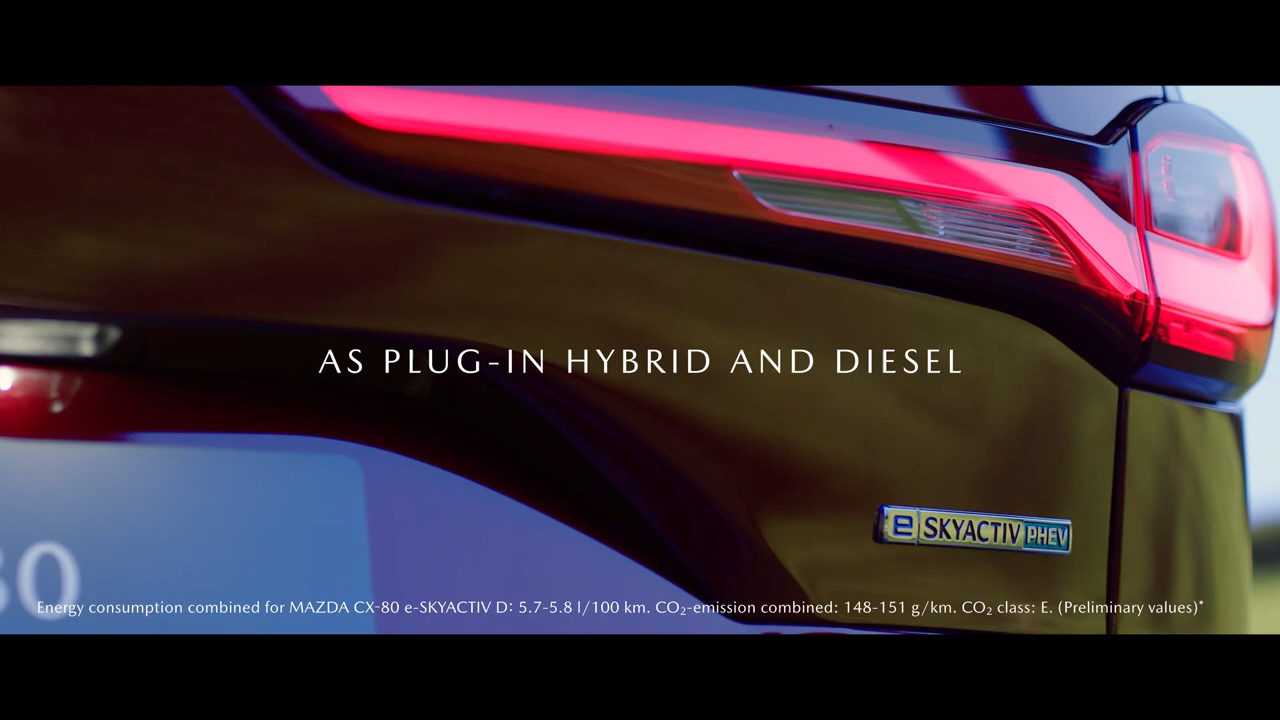 AS PLUG-IN HYBRID AND DIESEL
e SKYACTIV PHEV
80
Energy consumption combined for MAZDA CX-80 e-SKYACTIV D: 5.7-5.8 l/100 km. CO₂-emission combined: 148-151 g/km. CO₂ class: E. (Preliminary values)*